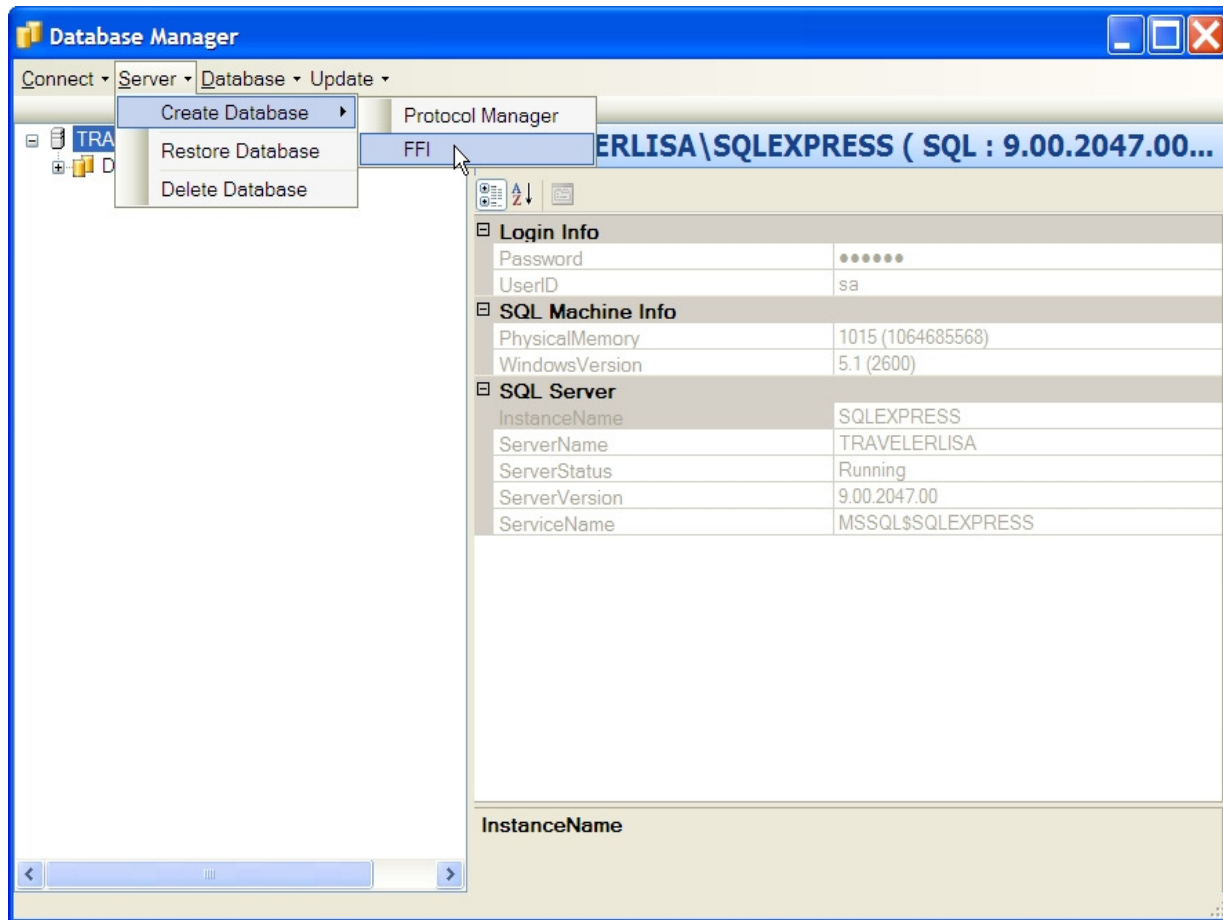 Database Manager
Connect Server Database Update
Create Database
Restore Database
Delete Database
Protocol Manager
FFI
TRA
D
ERLISA\SQLEXPRESS ( SQL : 9.00.2047.00...
Login Info
Password ●●●●●●
UserID sa
SQL Machine Info
PhysicalMemory 1015 (1064685568)
WindowsVersion 5.1 (2600)
SQL Server
InstanceName SQLEXPRESS
ServerName TRAVELERLISA
ServerStatus Running
ServerVersion 9.00.2047.00
ServiceName MSSQL$SQLEXPRESS
InstanceName